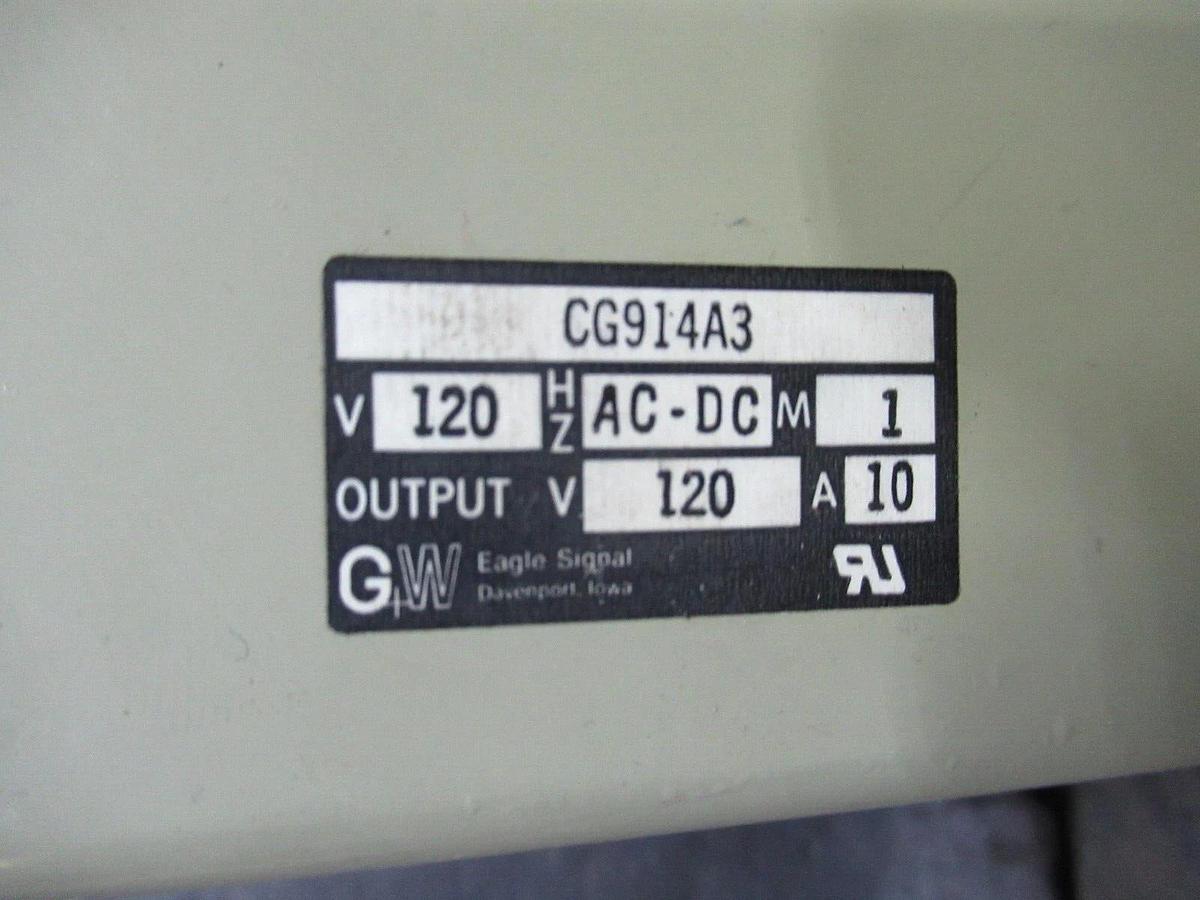 CG914A3
V 120 HZ AC-DC M 1
OUTPUT V 120 A 10
G+W Eagle Signal
Davenport, Iowa